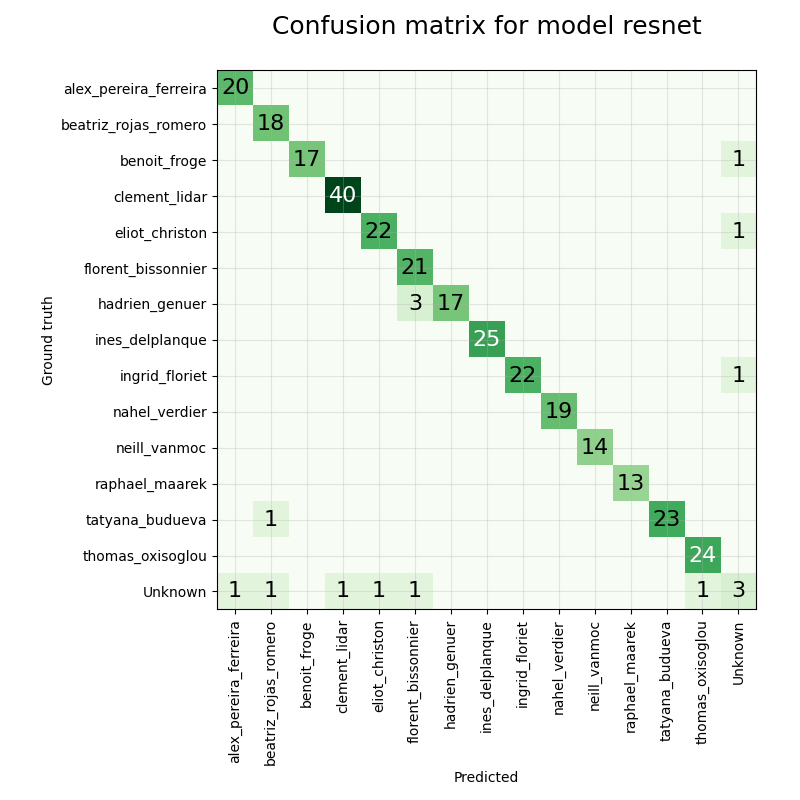 Confusion matrix for model resnet
alex_pereira_ferreira 20
beatriz_rojas_romero 18
benoit_froge 17 1
clement_lidar 40
eliot_christon 22 1
florent_bissonnier 21
hadrien_genuer 3 17
ines_delplanque 25
ingrid_floriet 22 1
nahel_verdier 19
neill_vanmoc 14
raphael_maarek 13
tatyana_budueva 1 23
thomas_oxisoglou 24
Unknown 1 1 1 1 1 1 3
Ground truth
alex_pereira_ferreira
beatriz_rojas_romero
benoit_froge
clement_lidar
eliot_christon
florent_bissonnier
hadrien_genuer
ines_delplanque
ingrid_floriet
nahel_verdier
neill_vanmoc
raphael_maarek
tatyana_budueva
thomas_oxisoglou
Unknown
Predicted